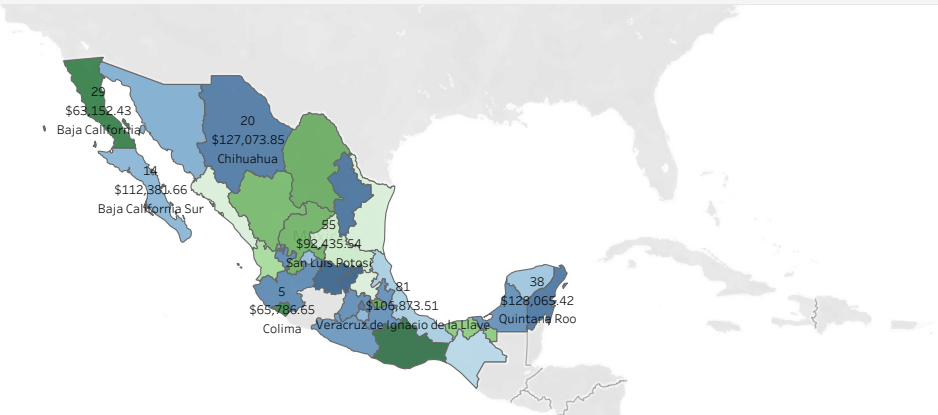 29
$63,152.43
Baja California
20
$127,073.85
Chihuahua
14
$112,381.66
Baja California Sur
55
$92,435.54
San Luis Potosí
5
$65,786.65
Colima
81
$106,873.51
Veracruz de Ignacio de la Llave
38
$128,065.42
Quintana Roo